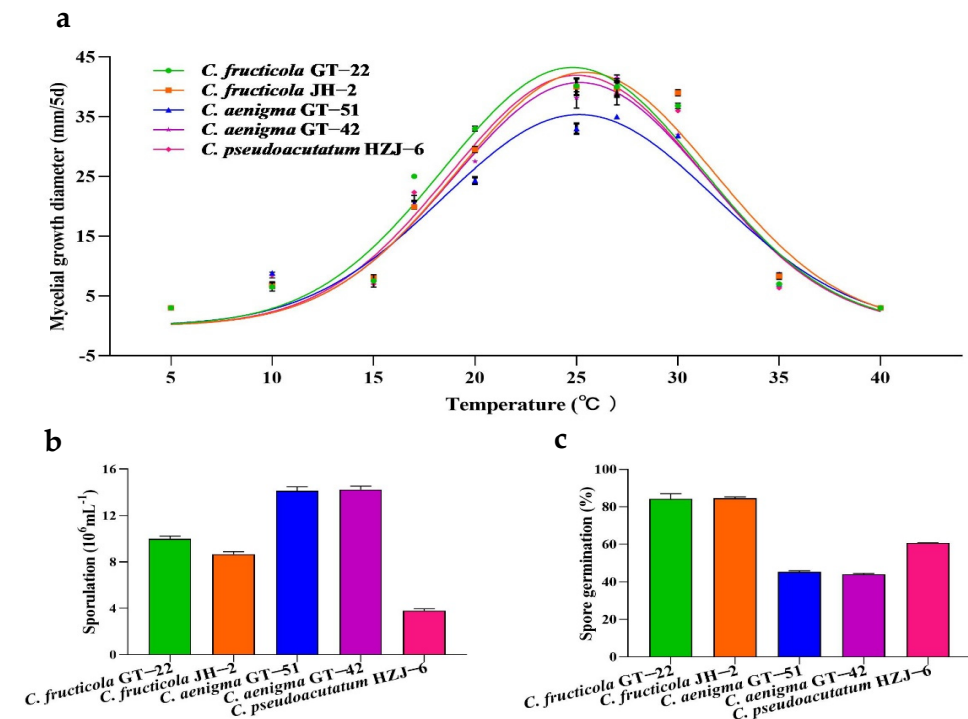 a
Mycelial growth diameter (mm/5d)
45
35
25
15
5
-5
C. fructicola GT−22
C. fructicola JH−2
C. aenigma GT−51
C. aenigma GT−42
C. pseudoacutatum HZJ−6
5 10 15 20 25 30 35 40
Temperature (℃ )
b
Sporulation (10⁶mL⁻¹)
16
12
8
4
0
C. fructicola GT−22
C. fructicola JH−2
C. aenigma GT−51
C. aenigma GT−42
C. pseudoacutatum HZJ−6
c
Spore germination (%)
100
80
60
40
20
0
C. fructicola GT−22
C. fructicola JH−2
C. aenigma GT−51
C. aenigma GT−42
C. pseudoacutatum HZJ−6